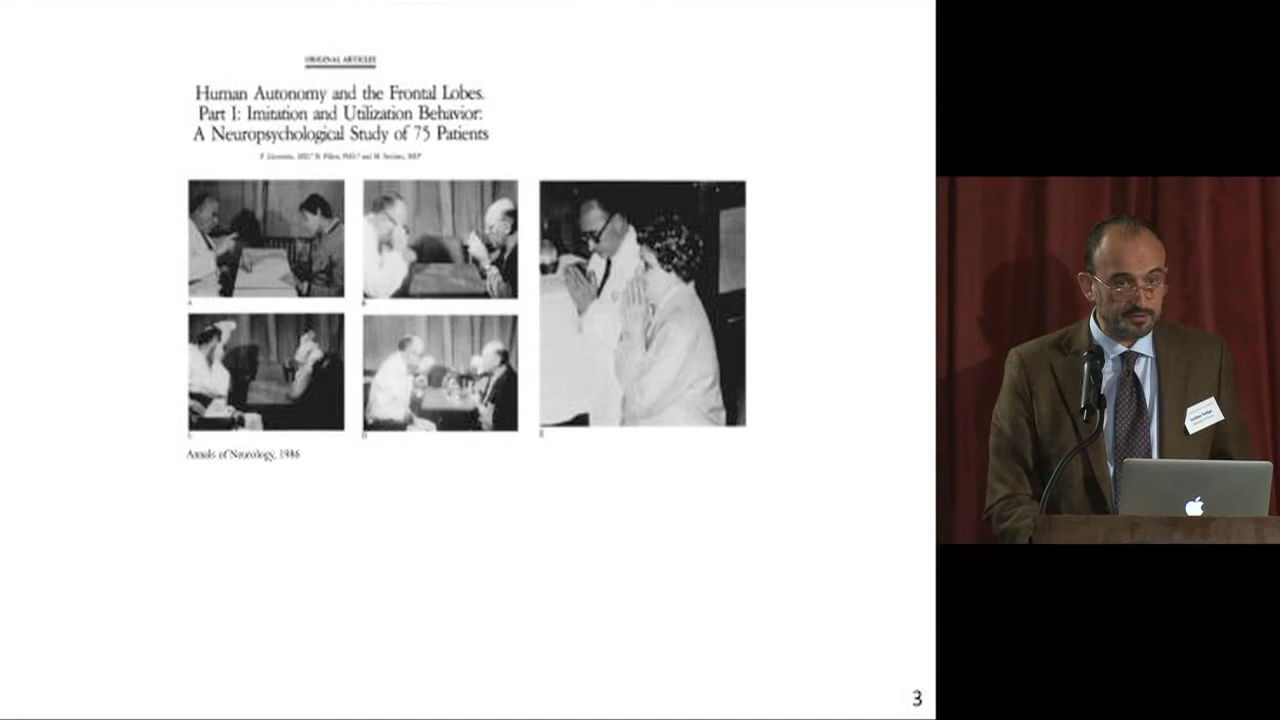 ORIGINAL ARTICLES
Human Autonomy and the Frontal Lobes.
Part I: Imitation and Utilization Behavior:
A Neuropsychological Study of 75 Patients
and
A
Annals of Neurology, 1986
3